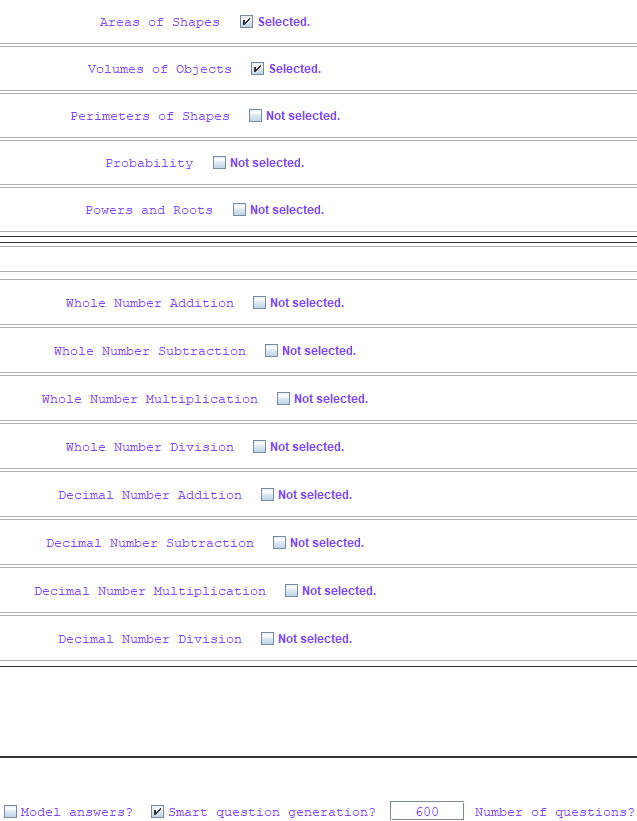 Areas of Shapes Selected.
Volumes of Objects Selected.
Perimeters of Shapes Not selected.
Probability Not selected.
Powers and Roots Not selected.
Whole Number Addition Not selected.
Whole Number Subtraction Not selected.
Whole Number Multiplication Not selected.
Whole Number Division Not selected.
Decimal Number Addition Not selected.
Decimal Number Subtraction Not selected.
Decimal Number Multiplication Not selected.
Decimal Number Division Not selected.
Model answers? Smart question generation? 600 Number of questions?